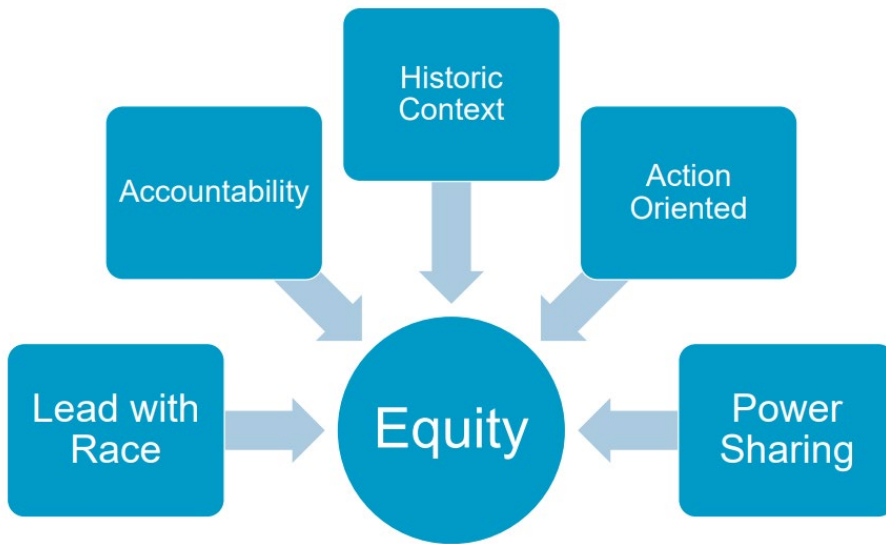 Historic
Context
Accountability
Action
Oriented
Lead with
Race
Equity
Power
Sharing